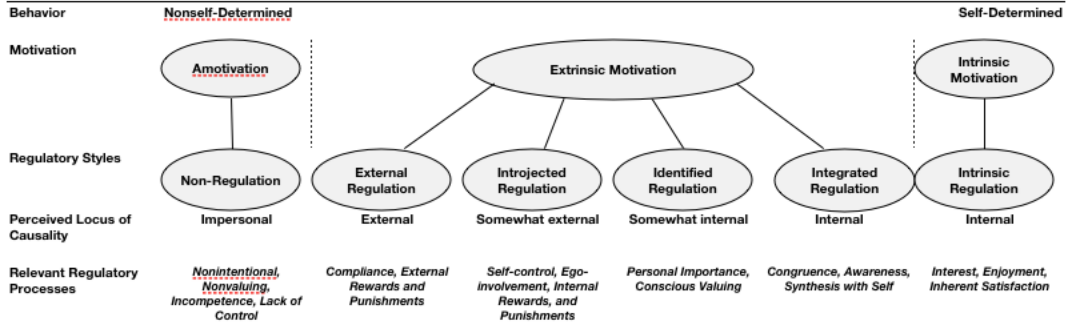 Behavior
Nonself-Determined
Self-Determined
Motivation
Amotivation
Extrinsic Motivation
Intrinsic
Motivation
Regulatory Styles
Non-Regulation
External
Regulation
Introjected
Regulation
Identified
Regulation
Integrated
Regulation
Intrinsic
Regulation
Perceived Locus of
Causality
Impersonal
External
Somewhat external
Somewhat internal
Internal
Internal
Relevant Regulatory
Processes
Nonintentional,
Nonvaluing,
Incompetence, Lack of
Control
Compliance, External
Rewards and
Punishments
Self-control, Ego-
involvement, Internal
Rewards, and
Punishments
Personal Importance,
Conscious Valuing
Congruence, Awareness,
Synthesis with Self
Interest, Enjoyment,
Inherent Satisfaction